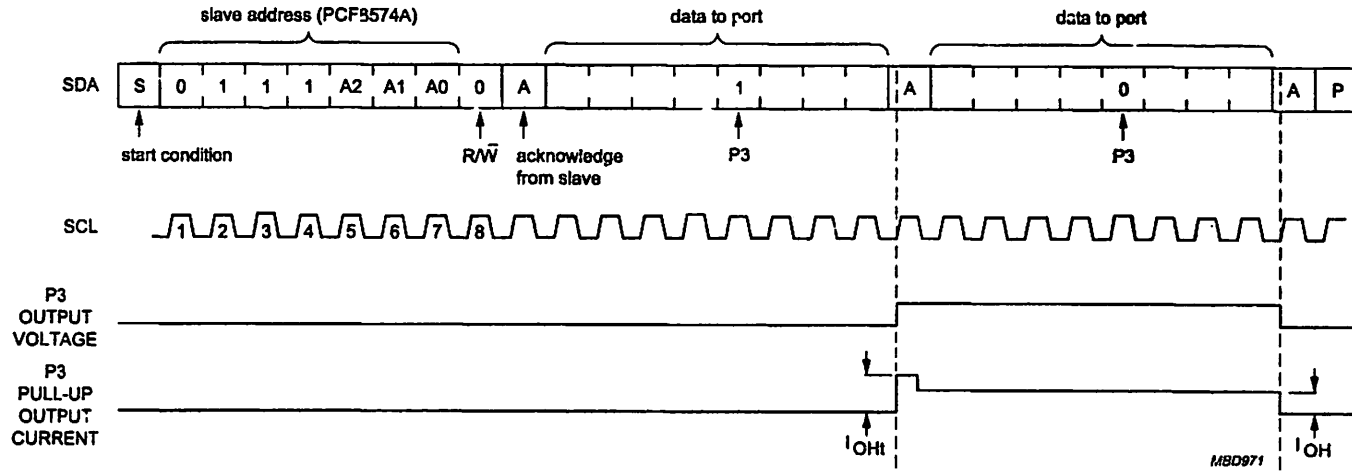 slave address (PCF8574A)
data to port
data to port
SDA
S 0 1 1 1 A2 A1 A0 0 A 1 A 0 A P
start condition
R/W̅
acknowledge
from slave
P3
P3
SCL
1 2 3 4 5 6 7 8
P3
OUTPUT
VOLTAGE
P3
PULL-UP
OUTPUT
CURRENT
IOHt
IOH
MBD971